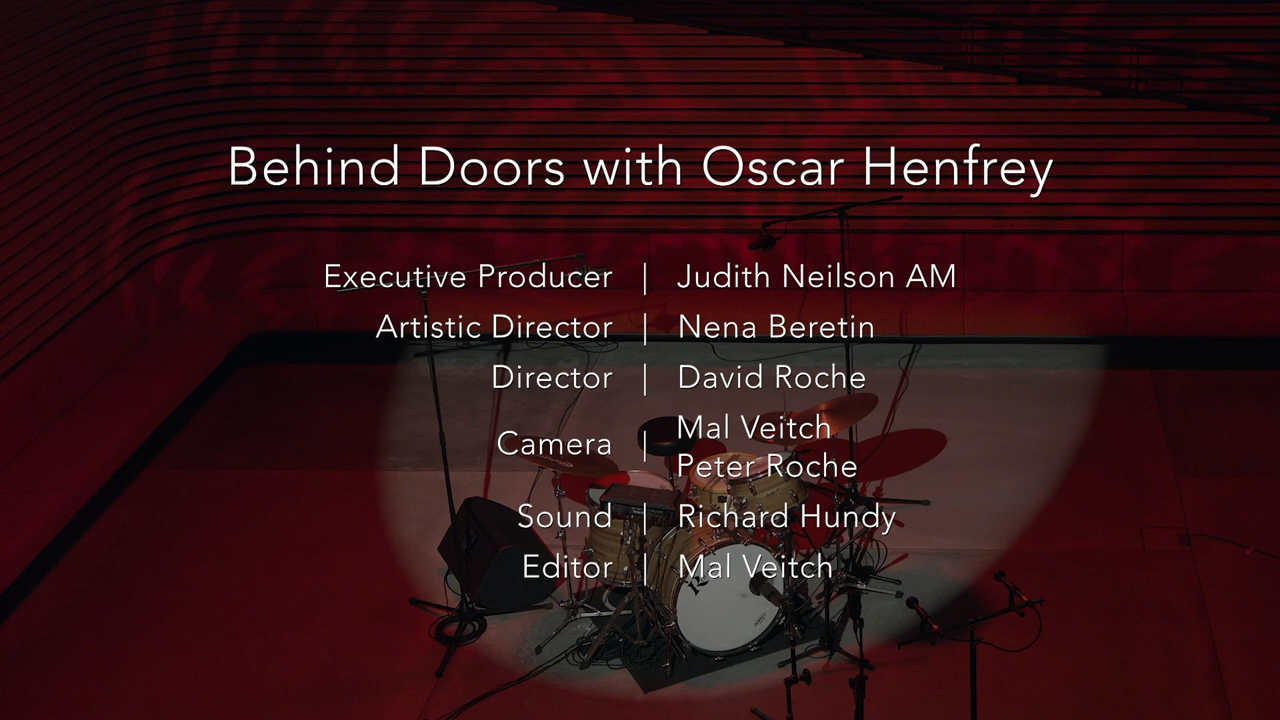 Behind Doors with Oscar Henfrey
Executive Producer | Judith Neilson AM
Artistic Director | Nena Beretin
Director | David Roche
Camera | Mal Veitch
Peter Roche
Sound | Richard Hundy
Editor | Mal Veitch